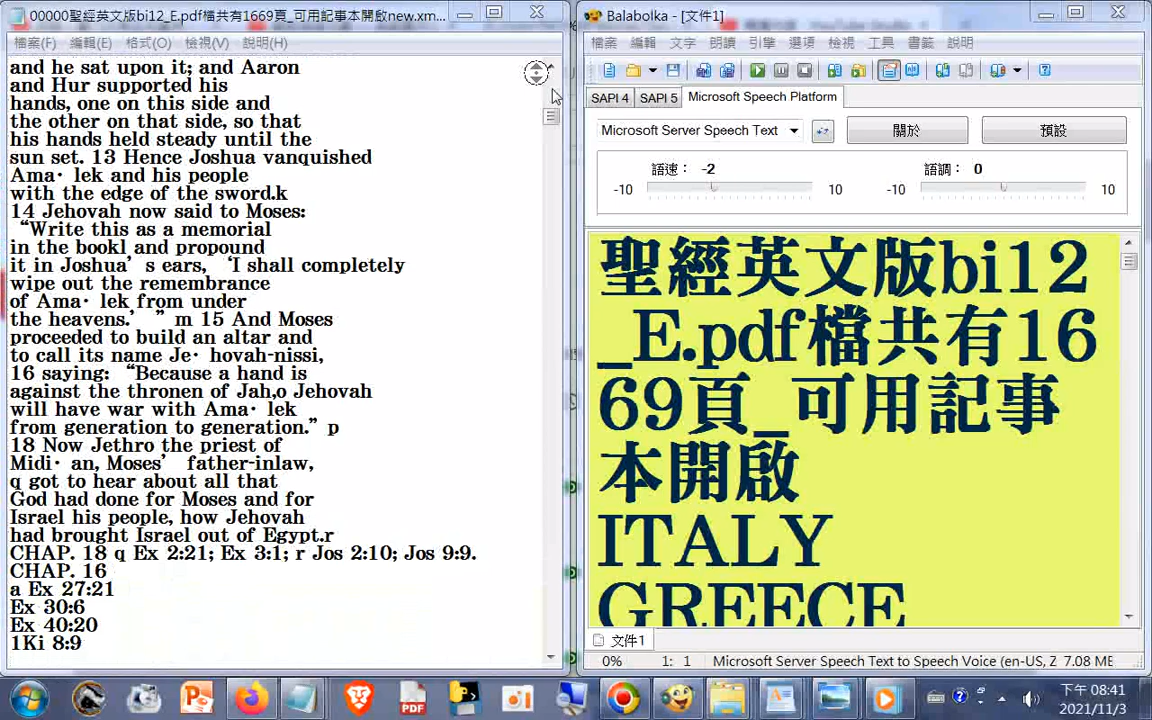 00000聖經英文版bi12_E.pdf檔共有1669頁_可用記事本開啟new.xm...
檔案(F) 編輯(E) 格式(O) 檢視(V) 說明(H)
and he sat upon it; and Aaron
and Hur supported his
hands, one on this side and
the other on that side, so that
his hands held steady until the
sun set. 13 Hence Joshua vanquished
Ama· lek and his people
with the edge of the sword.k
14 Jehovah now said to Moses:
“Write this as a memorial
in the bookl and propound
it in Joshua’s ears, ‘I shall completely
wipe out the remembrance
of Ama· lek from under
the heavens.’ ” m 15 And Moses
proceeded to build an altar and
to call its name Je· hovah-nissi,
16 saying: “Because a hand is
against the thronen of Jah,o Jehovah
will have war with Ama· lek
from generation to generation.” p
18 Now Jethro the priest of
Midi· an, Moses’ father-inlaw,
q got to hear about all that
God had done for Moses and for
Israel his people, how Jehovah
had brought Israel out of Egypt.r
CHAP. 18 q Ex 2:21; Ex 3:1; r Jos 2:10; Jos 9:9.
CHAP. 16
a Ex 27:21
Ex 30:6
Ex 40:20
1Ki 8:9
Balabolka - [文件1]
檔案 編輯 文字 朗讀 引擎 選項 檢視 工具 書籤 說明
SAPI 4 SAPI 5 Microsoft Speech Platform
Microsoft Server Speech Text 關於 預設
語速: -2 語調: 0
-10 10 -10 10
聖經英文版bi12
_E.pdf檔共有16
69頁_可用記事
本開啟
ITALY
GREECE
文件1
0% 1: 1 Microsoft Server Speech Text to Speech Voice (en-US, Z 7.08 ME
PDF
下午 08:41
2021/11/3